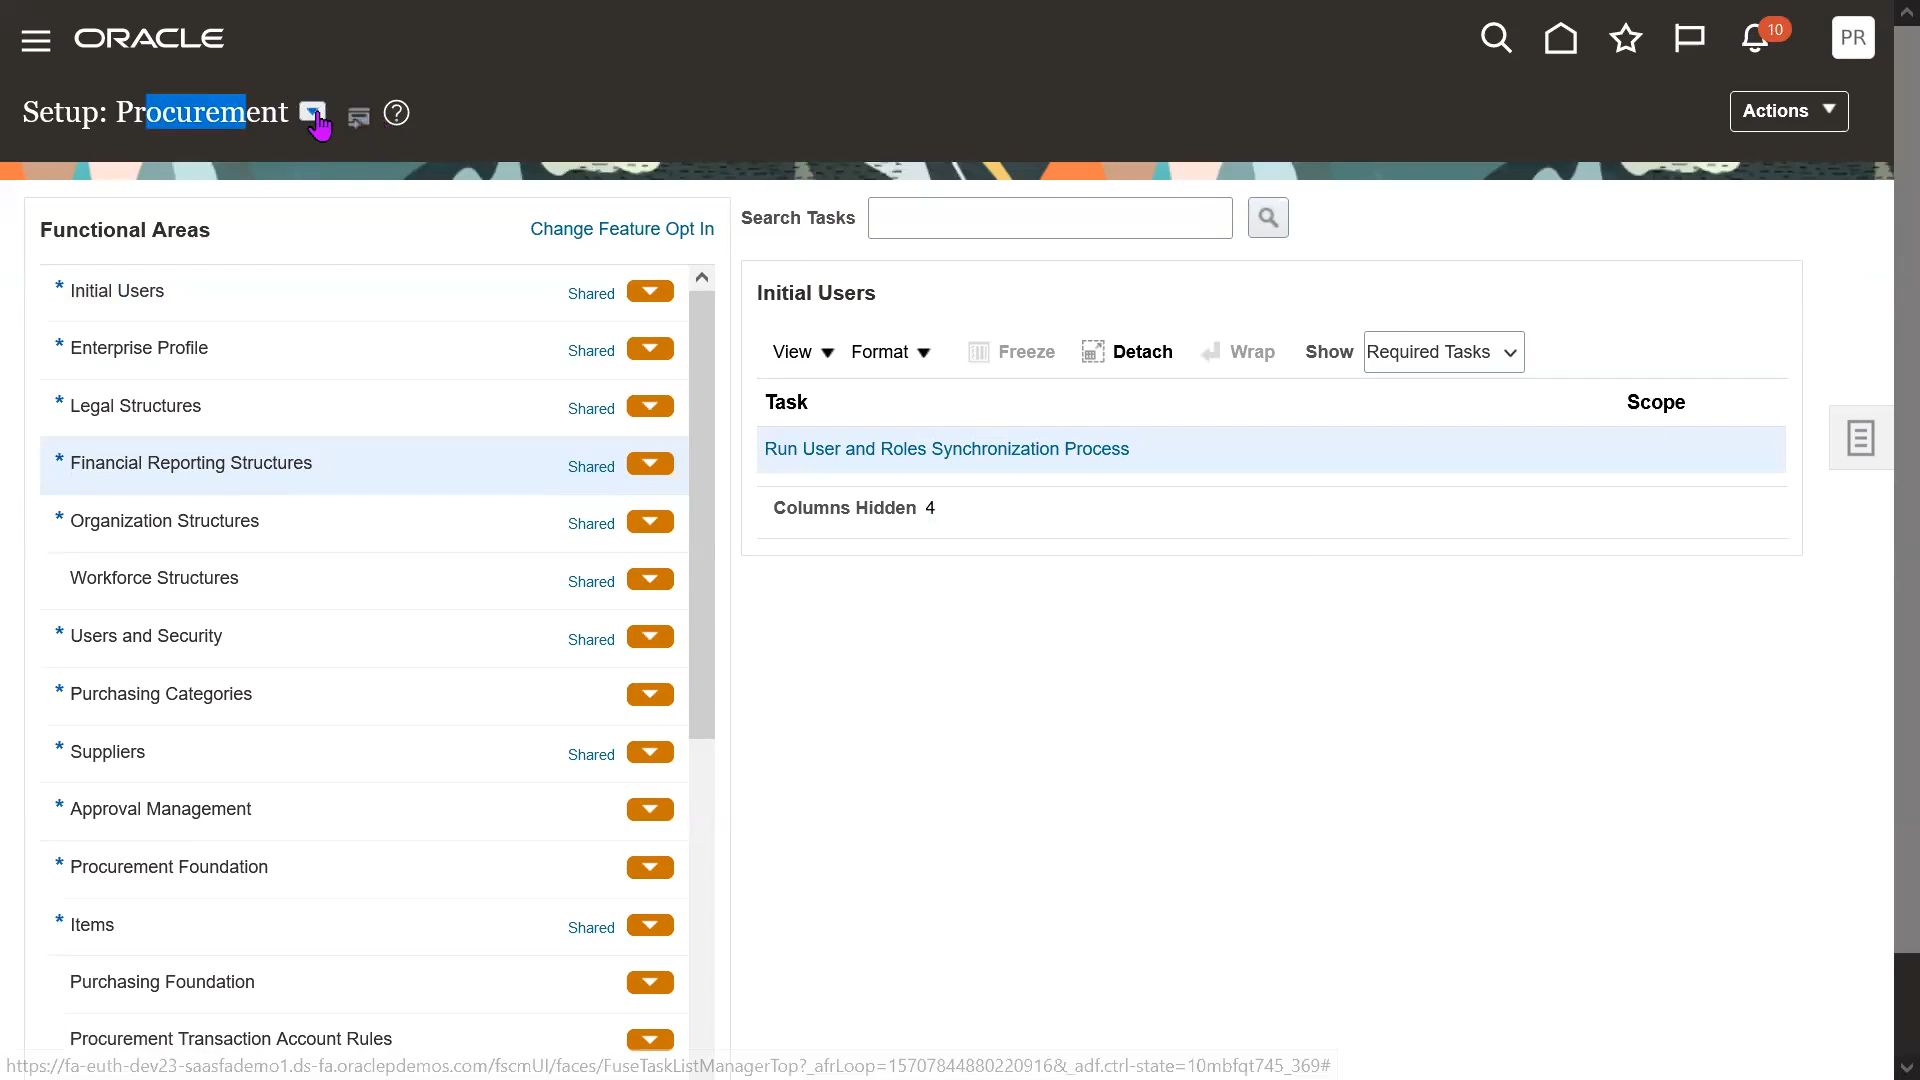 ORACLE
10
PR
Setup: Procurement
?
Actions
Functional Areas
Change Feature Opt In
Search Tasks
* Initial Users Shared
* Enterprise Profile Shared
* Legal Structures Shared
* Financial Reporting Structures Shared
* Organization Structures Shared
Workforce Structures Shared
* Users and Security Shared
* Purchasing Categories
* Suppliers Shared
* Approval Management
* Procurement Foundation
* Items Shared
Purchasing Foundation
Procurement Transaction Account Rules
Initial Users
View Format Freeze Detach Wrap Show Required Tasks
Task Scope
Run User and Roles Synchronization Process
Columns Hidden 4
https://fa-euth-dev23-saasfademo1.ds-fa.oraclepdemos.com/fscmUI/faces/FuseTaskListManagerTop?_afrLoop=15707844880220916&_adf.ctrl-state=10mbfqt745_369#